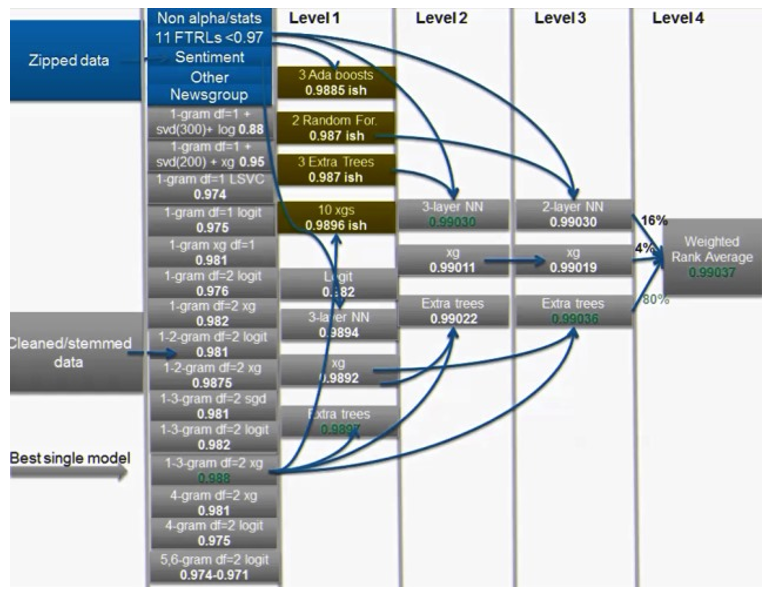 Zipped data
Cleaned/stemmed
data
Best single model
Non alpha/stats
11 FTRLs <0.97
Sentiment
Other
Newsgroup
1-gram df=1 +
svd(300)+ log 0.88
1-gram df=1 +
svd(200) + xg 0.95
1-gram df=1 LSVC
0.974
1-gram df=1 logit
0.975
1-gram xg df=1
0.981
1-gram df=2 logit
0.976
1-gram df=2 xg
0.982
1-2-gram df=2 logit
0.981
1-2-gram df=2 xg
0.9875
1-3-gram df=2 sgd
0.981
1-3-gram df=2 logit
0.982
1-3-gram df=2 xg
0.988
4-gram df=2 xg
0.981
4-gram df=2 logit
0.975
5,6-gram df=2 logit
0.974-0.971
Level 1
3 Ada boosts
0.9885 ish
2 Random For.
0.987 ish
3 Extra Trees
0.987 ish
10 xgs
0.9896 ish
Logit
3-layer NN
0.9894
xg
0.9892
Extra trees
0.9897
Level 2
3-layer NN
0.99030
xg
0.99011
Extra trees
0.99022
Level 3
2-layer NN
0.99030
xg
0.99019
Extra trees
0.99036
Level 4
16%
4%
80%
Weighted
Rank Average
0.99037